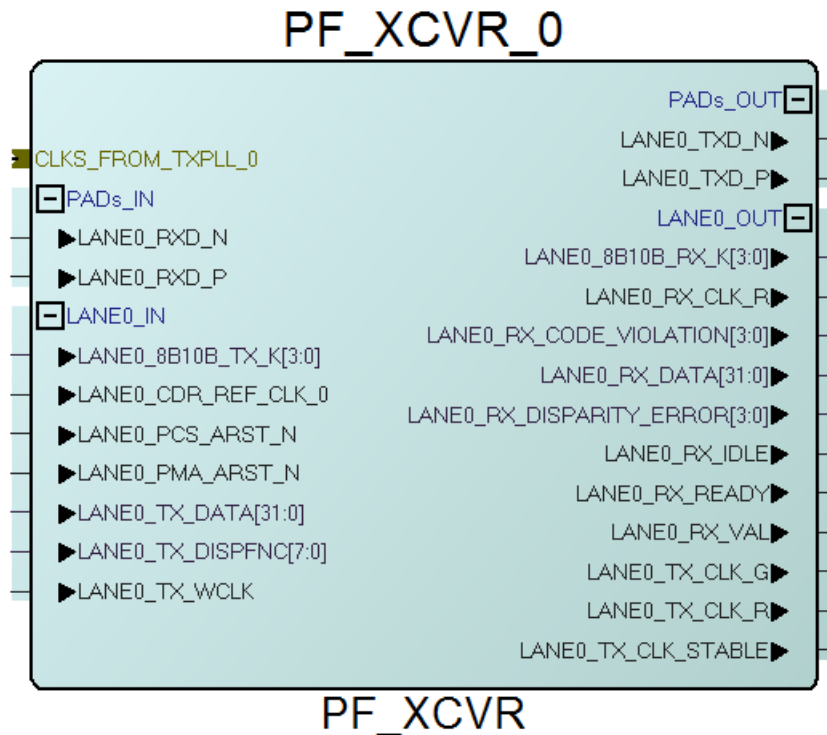 PF_XCVR_0
CLKS_FROM_TXPLL_0
PADs_IN
LANE0_RXD_N
LANE0_RXD_P
LANE0_IN
LANE0_8B10B_TX_K[3:0]
LANE0_CDR_REF_CLK_0
LANE0_PCS_ARST_N
LANE0_PMA_ARST_N
LANE0_TX_DATA[31:0]
LANE0_TX_DISPFNC[7:0]
LANE0_TX_WCLK
PADs_OUT
LANE0_TXD_N
LANE0_TXD_P
LANE0_OUT
LANE0_8B10B_RX_K[3:0]
LANE0_RX_CLK_R
LANE0_RX_CODE_VIOLATION[3:0]
LANE0_RX_DATA[31:0]
LANE0_RX_DISPARITY_ERROR[3:0]
LANE0_RX_IDLE
LANE0_RX_READY
LANE0_RX_VAL
LANE0_TX_CLK_G
LANE0_TX_CLK_R
LANE0_TX_CLK_STABLE
PF_XCVR